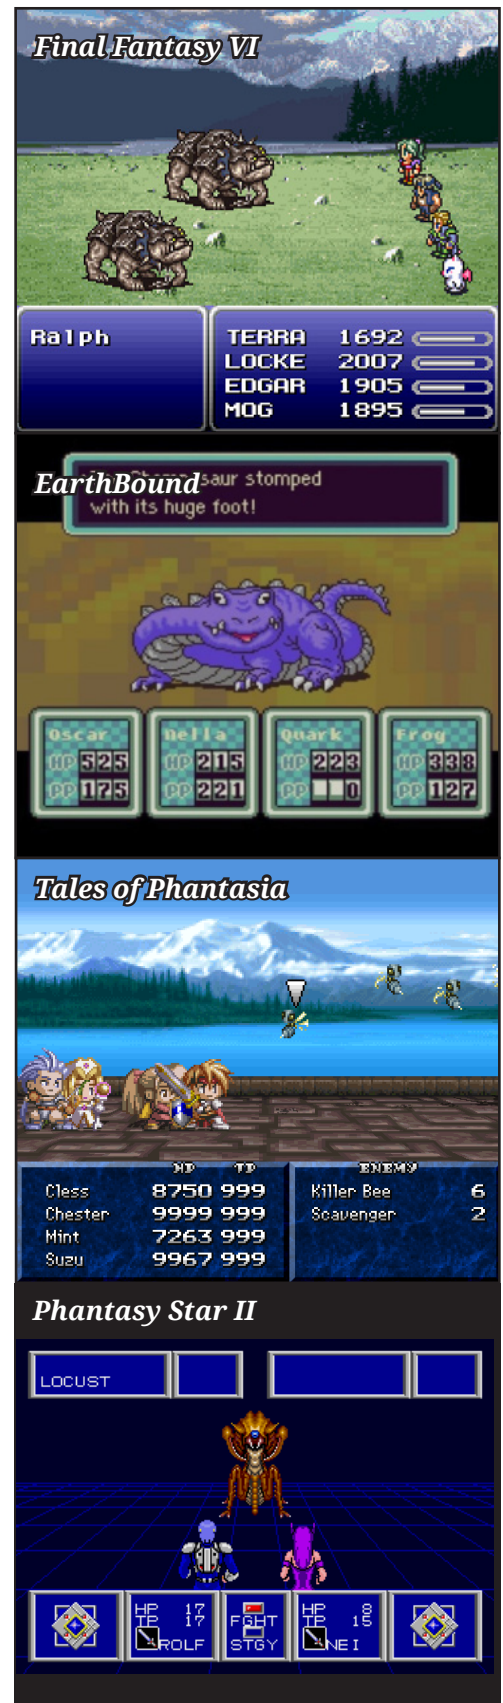 Final Fantasy VI
Ralph
TERRA 1692
LOCKE 2007
EDGAR 1905
MOG 1895
EarthBound
saur stomped
with its huge foot!
Oscar Nella Quark Frog
HP 525 HP 215 HP 223 HP 338
PP 175 PP 221 PP 0 PP 127
Tales of Phantasia
HP TP ENEMY
Cless 8750 999 Killer Bee 6
Chester 9999 999 Scavenger 2
Mint 7263 999
Suzu 9967 999
Phantasy Star II
LOCUST
HP 17 HP 8
TP 17 FGHT TP 15
ROLF STGY NEI